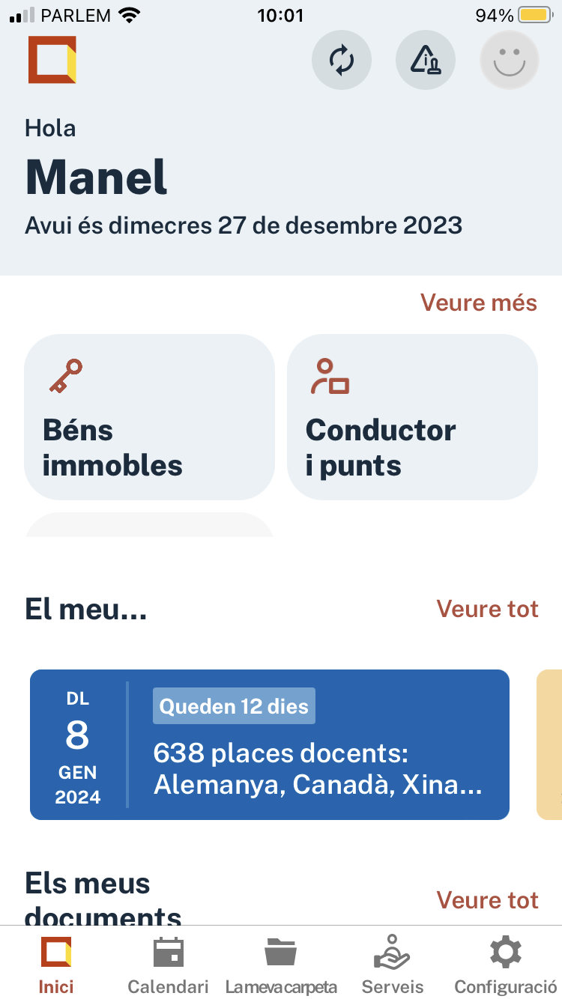 PARLEM 10:01 94%
Hola
Manel
Avui és dimecres 27 de desembre 2023
Veure més
Béns
immobles
Conductor
i punts
El meu...
Veure tot
DL
8
GEN
2024
Queden 12 dies
638 places docents:
Alemanya, Canadà, Xina...
Els meus
documents
Veure tot
Inici
Calendari
La meva carpeta
Serveis
Configuració